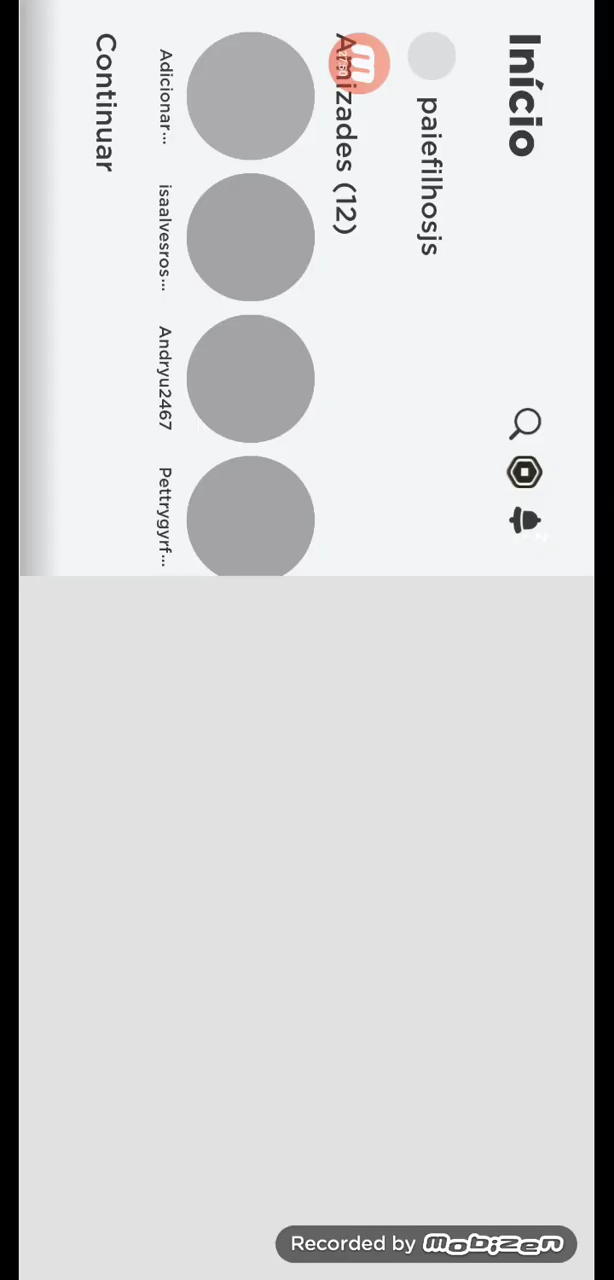 Início
paiefilhosjs
Amizades (12)
Adicionar...
isaalvesros...
Andryu2467
Pettrygyrf...
Continuar
Recorded by mobizen